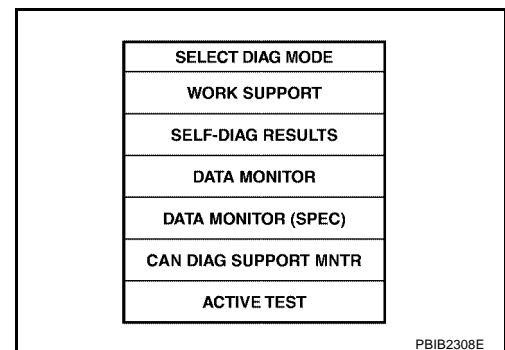 SELECT DIAG MODE
WORK SUPPORT
SELF-DIAG RESULTS
DATA MONITOR
DATA MONITOR (SPEC)
CAN DIAG SUPPORT MNTR
ACTIVE TEST
PBIB2308E